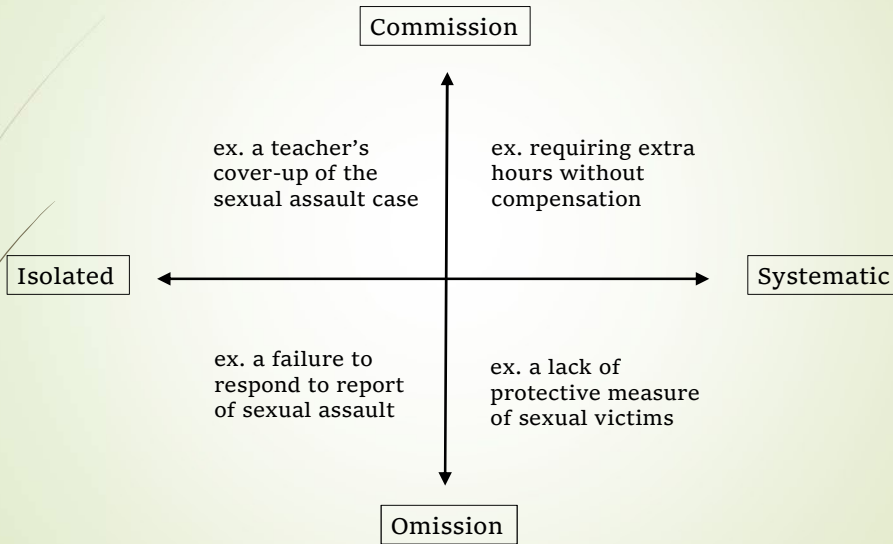 Commission
ex. a teacher's
cover-up of the
sexual assault case
ex. requiring extra
hours without
compensation
Isolated
Systematic
ex. a failure to
respond to report
of sexual assault
ex. a lack of
protective measure
of sexual victims
Omission